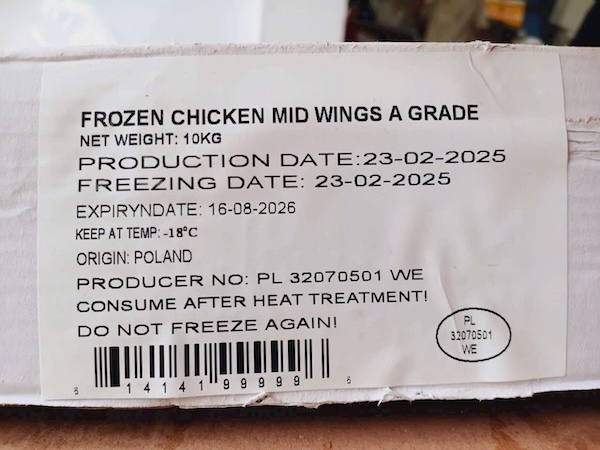 FROZEN CHICKEN MID WINGS A GRADE
NET WEIGHT: 10KG
PRODUCTION DATE:23-02-2025
FREEZING DATE: 23-02-2025
EXPIRYNDATE: 16-08-2026
KEEP AT TEMP: -18°C
ORIGIN: POLAND
PRODUCER NO: PL 32070501 WE
CONSUME AFTER HEAT TREATMENT!
DO NOT FREEZE AGAIN!
PL
32070501
WE
6 14141 99999 6